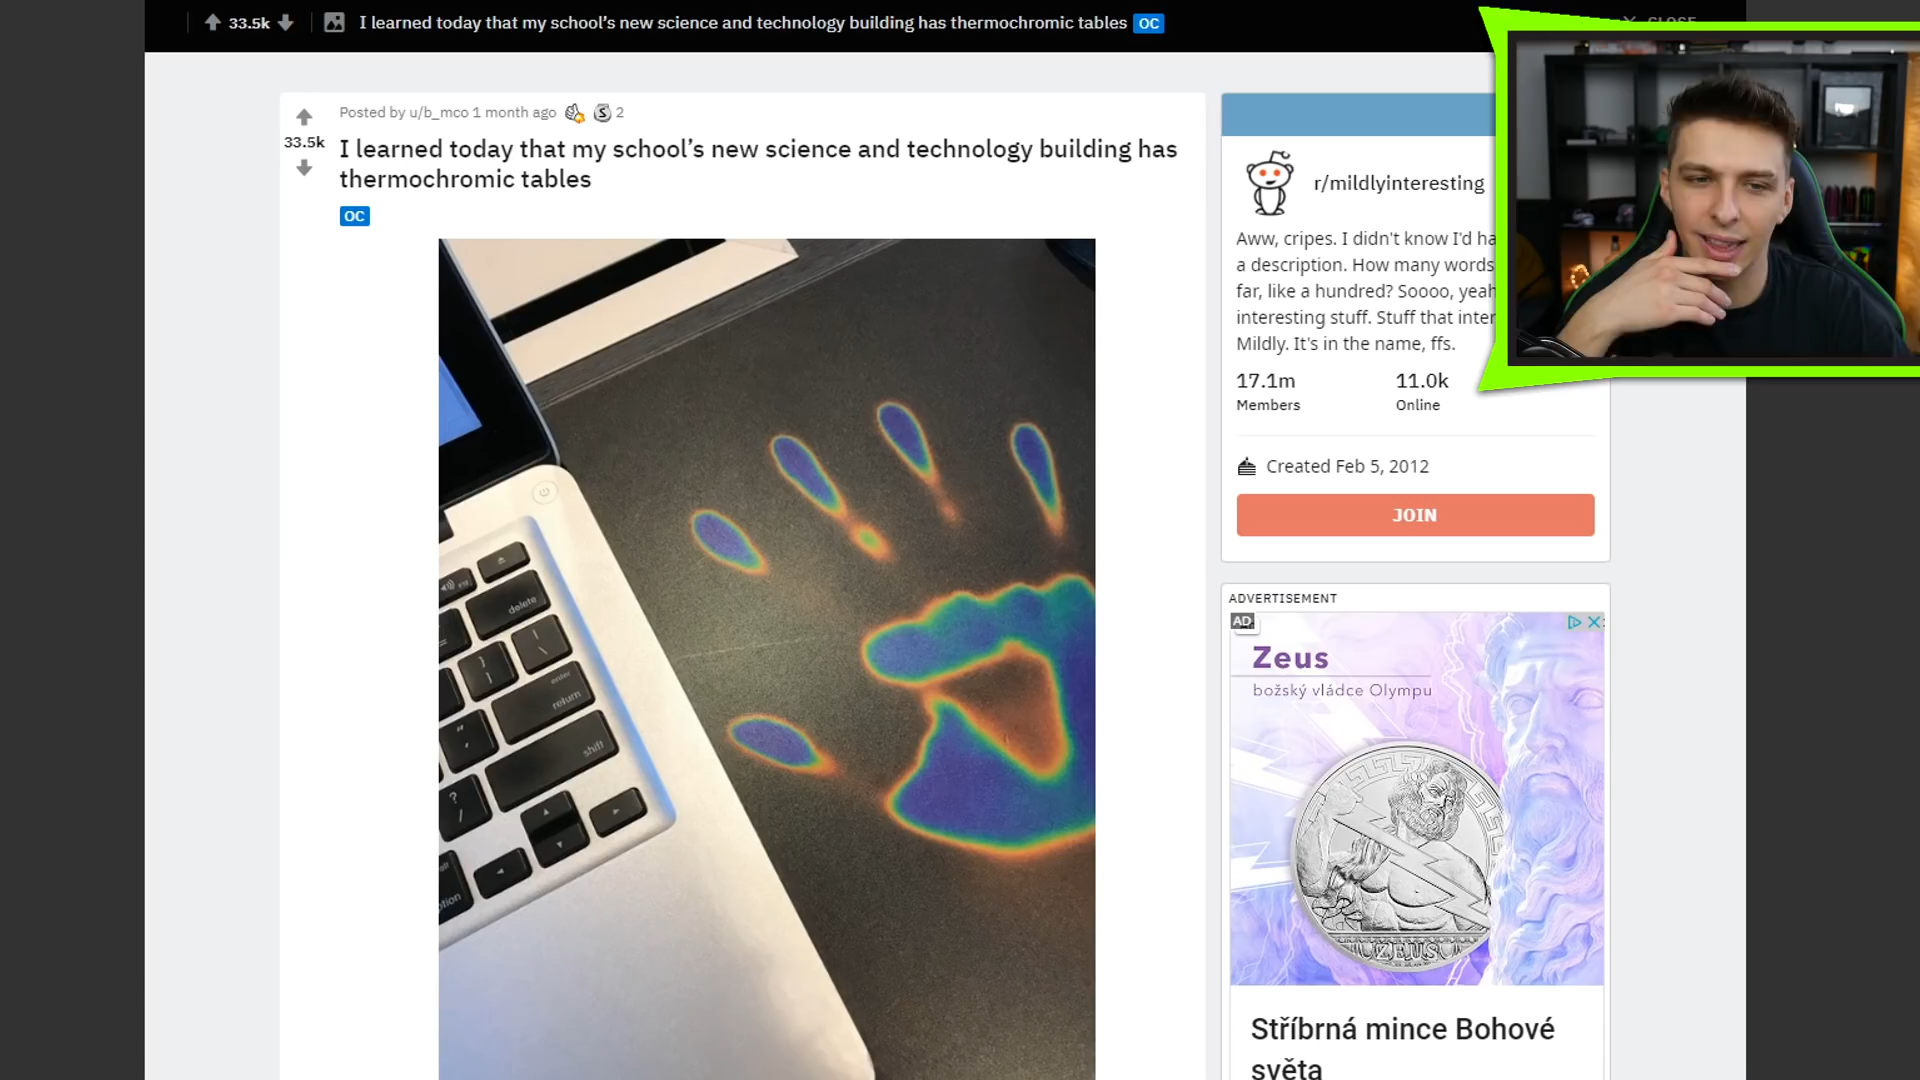 33.5k
I learned today that my school's new science and technology building has thermochromic tables OC
CLOSE
Posted by u/b_mco 1 month ago S 2
33.5k
I learned today that my school's new science and technology building has
thermochromic tables
OC
r/mildlyinteresting
Aww, cripes. I didn't know I'd ha
a description. How many words
far, like a hundred? Soooo, yeah
interesting stuff. Stuff that inter
Mildly. It's in the name, ffs.
17.1m
Members
11.0k
Online
Created Feb 5, 2012
JOIN
ADVERTISEMENT
AD
Zeus
božský vládce Olympu
ZEUS
Stříbrná mince Bohové
světa
delete
enter
return
shift
option